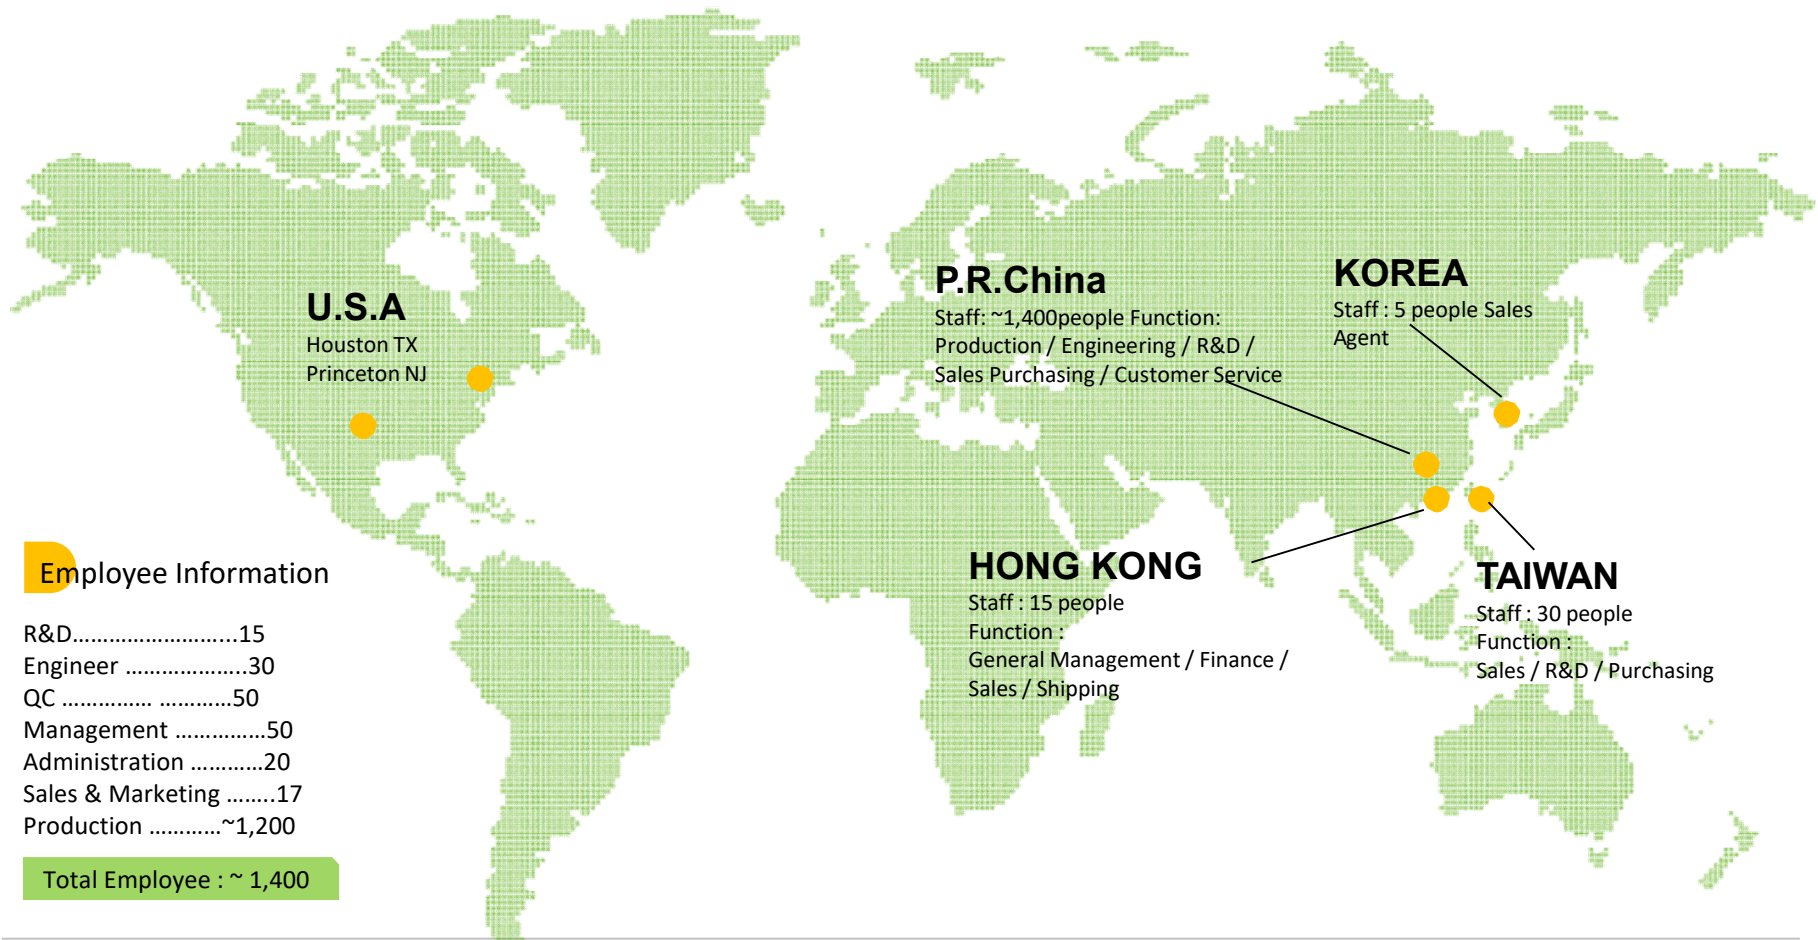 U.S.A
Houston TX
Princeton NJ
P.R.China
Staff: ~1,400people Function:
Production / Engineering / R&D /
Sales Purchasing / Customer Service
KOREA
Staff : 5 people Sales
Agent
HONG KONG
Staff : 15 people
Function :
General Management / Finance /
Sales / Shipping
TAIWAN
Staff : 30 people
Function :
Sales / R&D / Purchasing
Employee Information
R&D……………………...15
Engineer ………………..30
QC …………… …………50
Management ……………50
Administration …………20
Sales & Marketing ……..17
Production …………~1,200
Total Employee : ~ 1,400